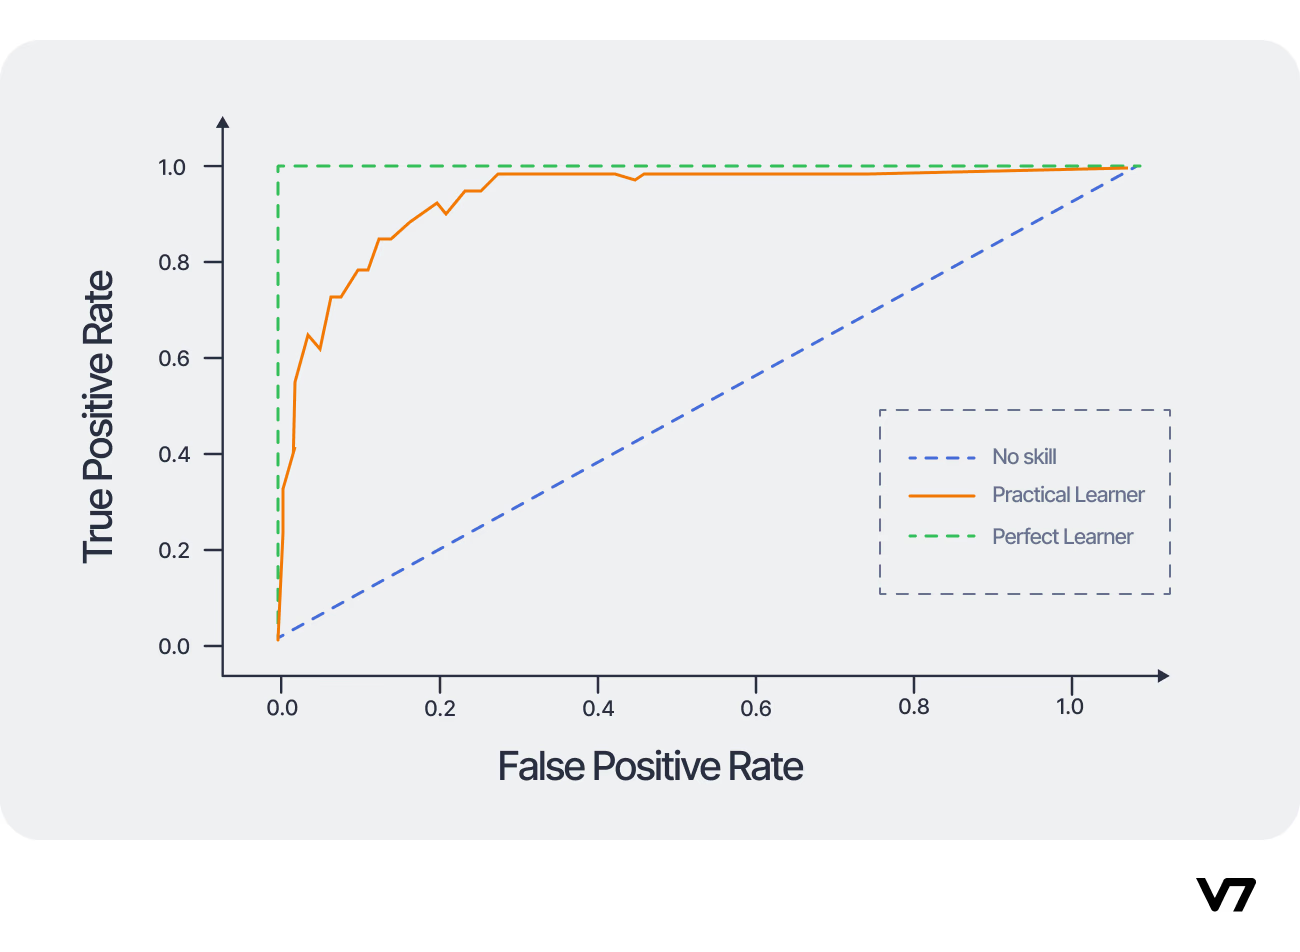 True Positive Rate
1.0
0.8
0.6
0.4
0.2
0.0
No skill
Practical Learner
Perfect Learner
0.0 0.2 0.4 0.6 0.8 1.0
False Positive Rate
V7